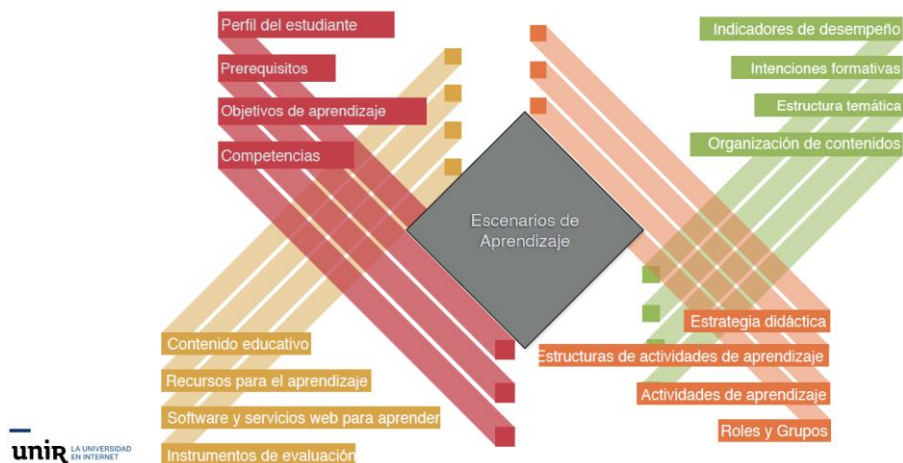 Perfil del estudiante
Prerequisitos
Objetivos de aprendizaje
Competencias
Indicadores de desempeño
Intenciones formativas
Estructura temática
Organización de contenidos
Escenarios de
Aprendizaje
Contenido educativo
Recursos para el aprendizaje
Software y servicios web para aprender
Instrumentos de evaluación
Estrategia didáctica
Estructuras de actividades de aprendizaje
Actividades de aprendizaje
Roles y Grupos
unir LA UNIVERSIDAD
EN INTERNET